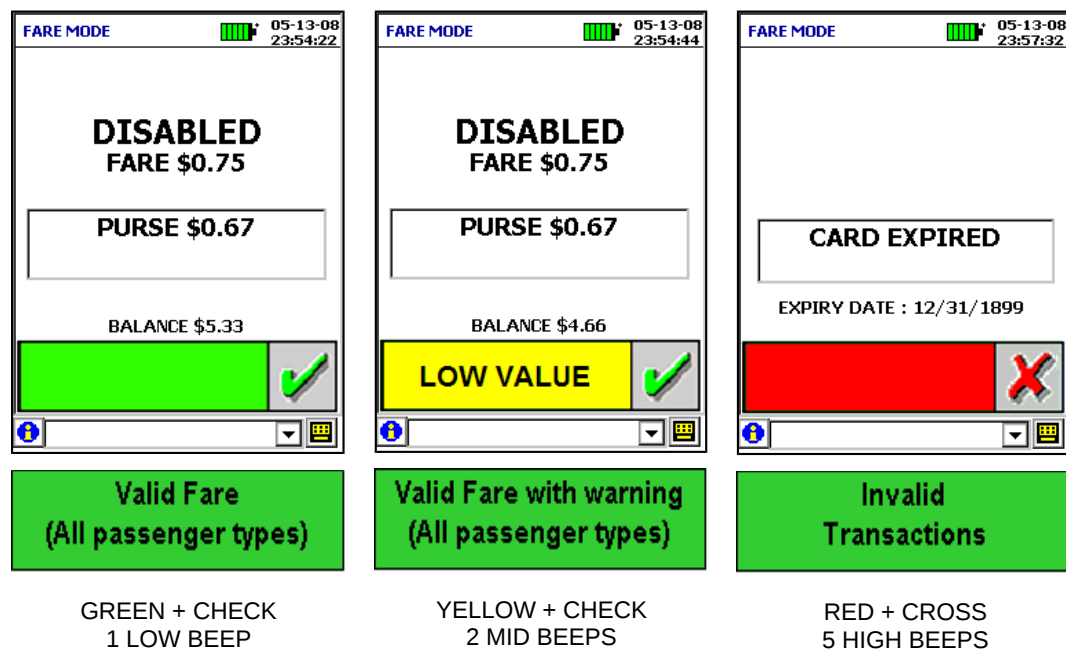 FARE MODE
05-13-08
23:54:22
DISABLED
FARE $0.75
PURSE $0.67
BALANCE $5.33
Valid Fare
(All passenger types)
GREEN + CHECK
1 LOW BEEP
FARE MODE
05-13-08
23:54:44
DISABLED
FARE $0.75
PURSE $0.67
BALANCE $4.66
LOW VALUE
Valid Fare with warning
(All passenger types)
YELLOW + CHECK
2 MID BEEPS
FARE MODE
05-13-08
23:57:32
CARD EXPIRED
EXPIRY DATE : 12/31/1899
Invalid
Transactions
RED + CROSS
5 HIGH BEEPS